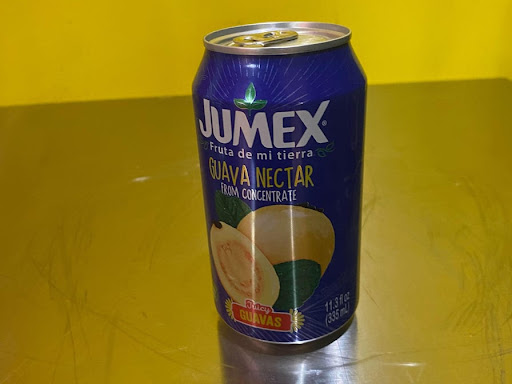 JUMEX®
Fruta de mi tierra
GUAVA NECTAR
FROM CONCENTRATE
GUAVAS
11.3 fl oz
(335 mL)